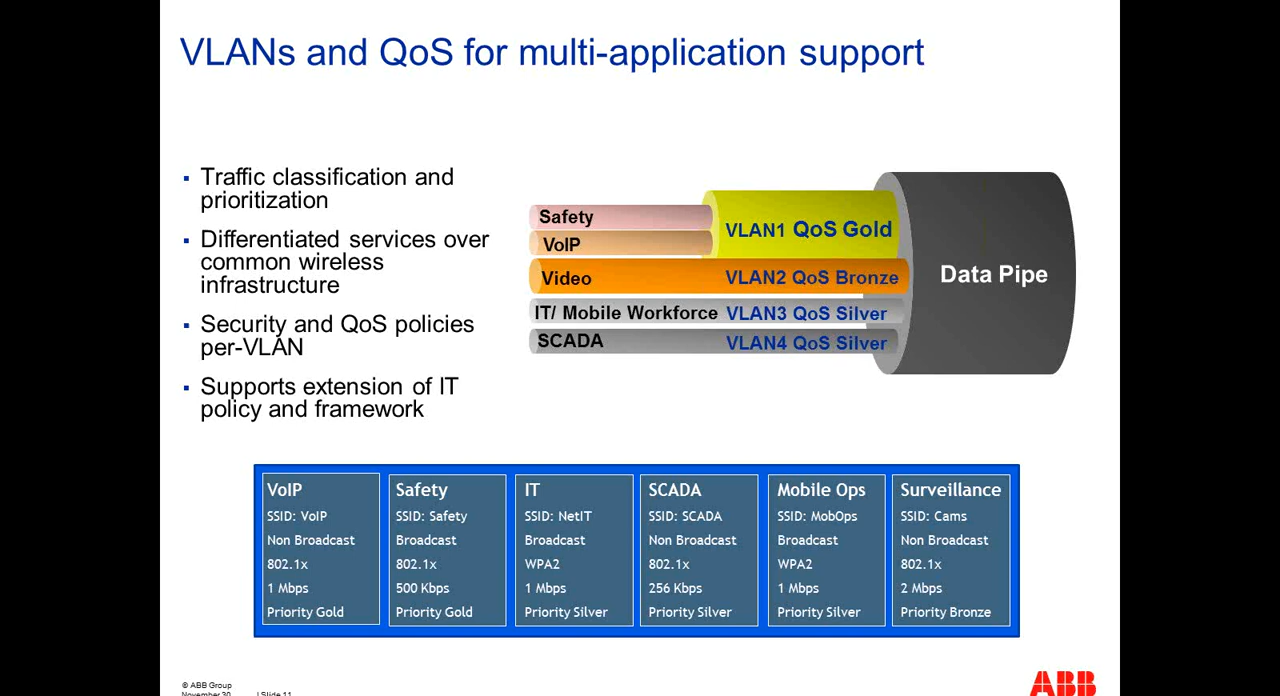 VLANs and QoS for multi-application support
▪ Traffic classification and
prioritization
▪ Differentiated services over
common wireless
infrastructure
▪ Security and QoS policies
per-VLAN
▪ Supports extension of IT
policy and framework
Safety
VoIP
VLAN1 QoS Gold
Video
VLAN2 QoS Bronze
IT/ Mobile Workforce
VLAN3 QoS Silver
SCADA
VLAN4 QoS Silver
Data Pipe
VoIP
SSID: VoIP
Non Broadcast
802.1x
1 Mbps
Priority Gold
Safety
SSID: Safety
Broadcast
802.1x
500 Kbps
Priority Gold
IT
SSID: NetIT
Broadcast
WPA2
1 Mbps
Priority Silver
SCADA
SSID: SCADA
Non Broadcast
802.1x
256 Kbps
Priority Silver
Mobile Ops
SSID: MobOps
Broadcast
WPA2
1 Mbps
Priority Silver
Surveillance
SSID: Cams
Non Broadcast
802.1x
2 Mbps
Priority Bronze
© ABB Group
November 30 | Slide 11
ABB